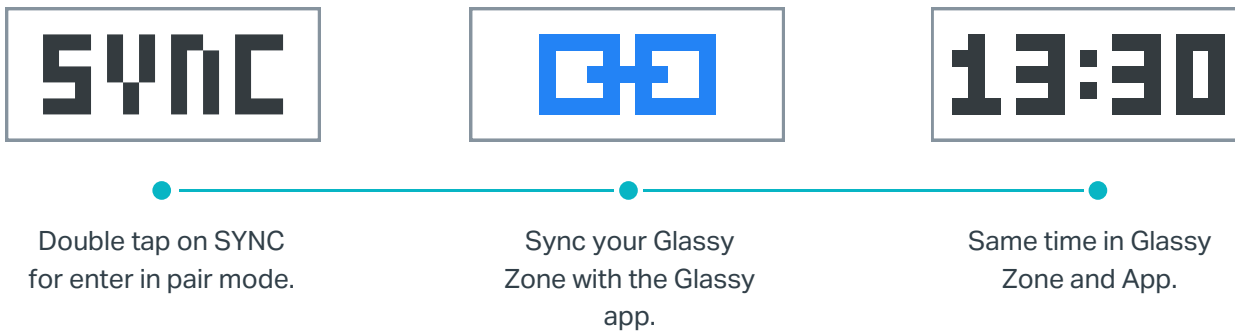 SYNC
13:30
Double tap on SYNC
for enter in pair mode.
Sync your Glassy
Zone with the Glassy
app.
Same time in Glassy
Zone and App.